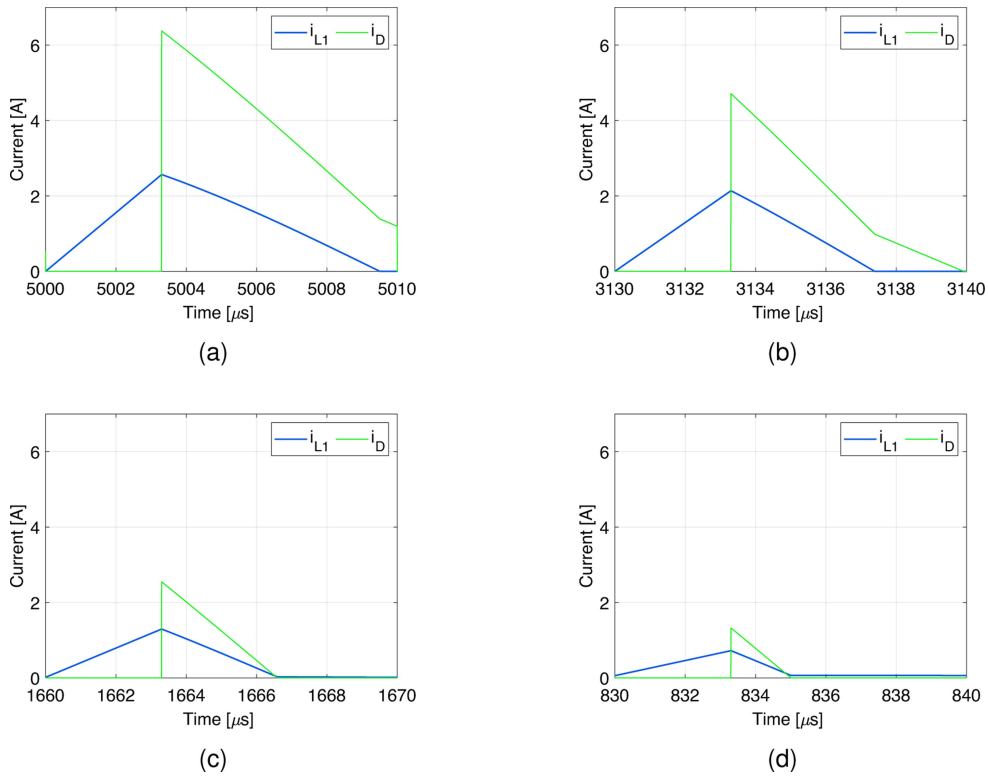 i_L1 i_D
6
4
2
0
Current [A]
5000 5002 5004 5006 5008 5010
Time [μs]
(a)
i_L1 i_D
6
4
2
0
Current [A]
3130 3132 3134 3136 3138 3140
Time [μs]
(b)
i_L1 i_D
6
4
2
0
Current [A]
1660 1662 1664 1666 1668 1670
Time [μs]
(c)
i_L1 i_D
6
4
2
0
Current [A]
830 832 834 836 838 840
Time [μs]
(d)